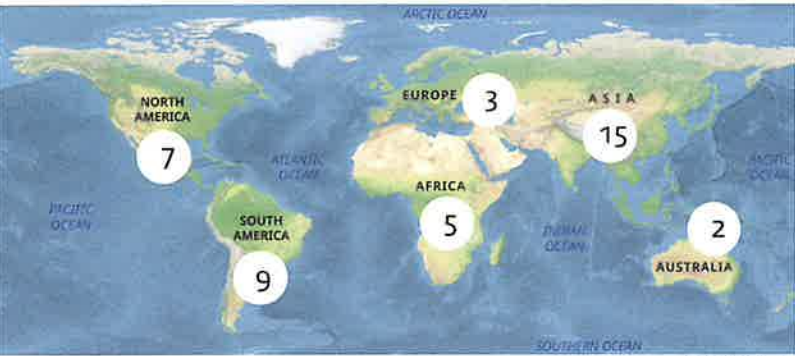 ARCTIC OCEAN
NORTH
AMERICA
7
EUROPE
3
ASIA
15
ATLANTIC
OCEAN
PACIFIC
OCEAN
AFRICA
5
PACIFIC
OCEAN
SOUTH
AMERICA
9
INDIAN
OCEAN
2
AUSTRALIA
SOUTHERN OCEAN